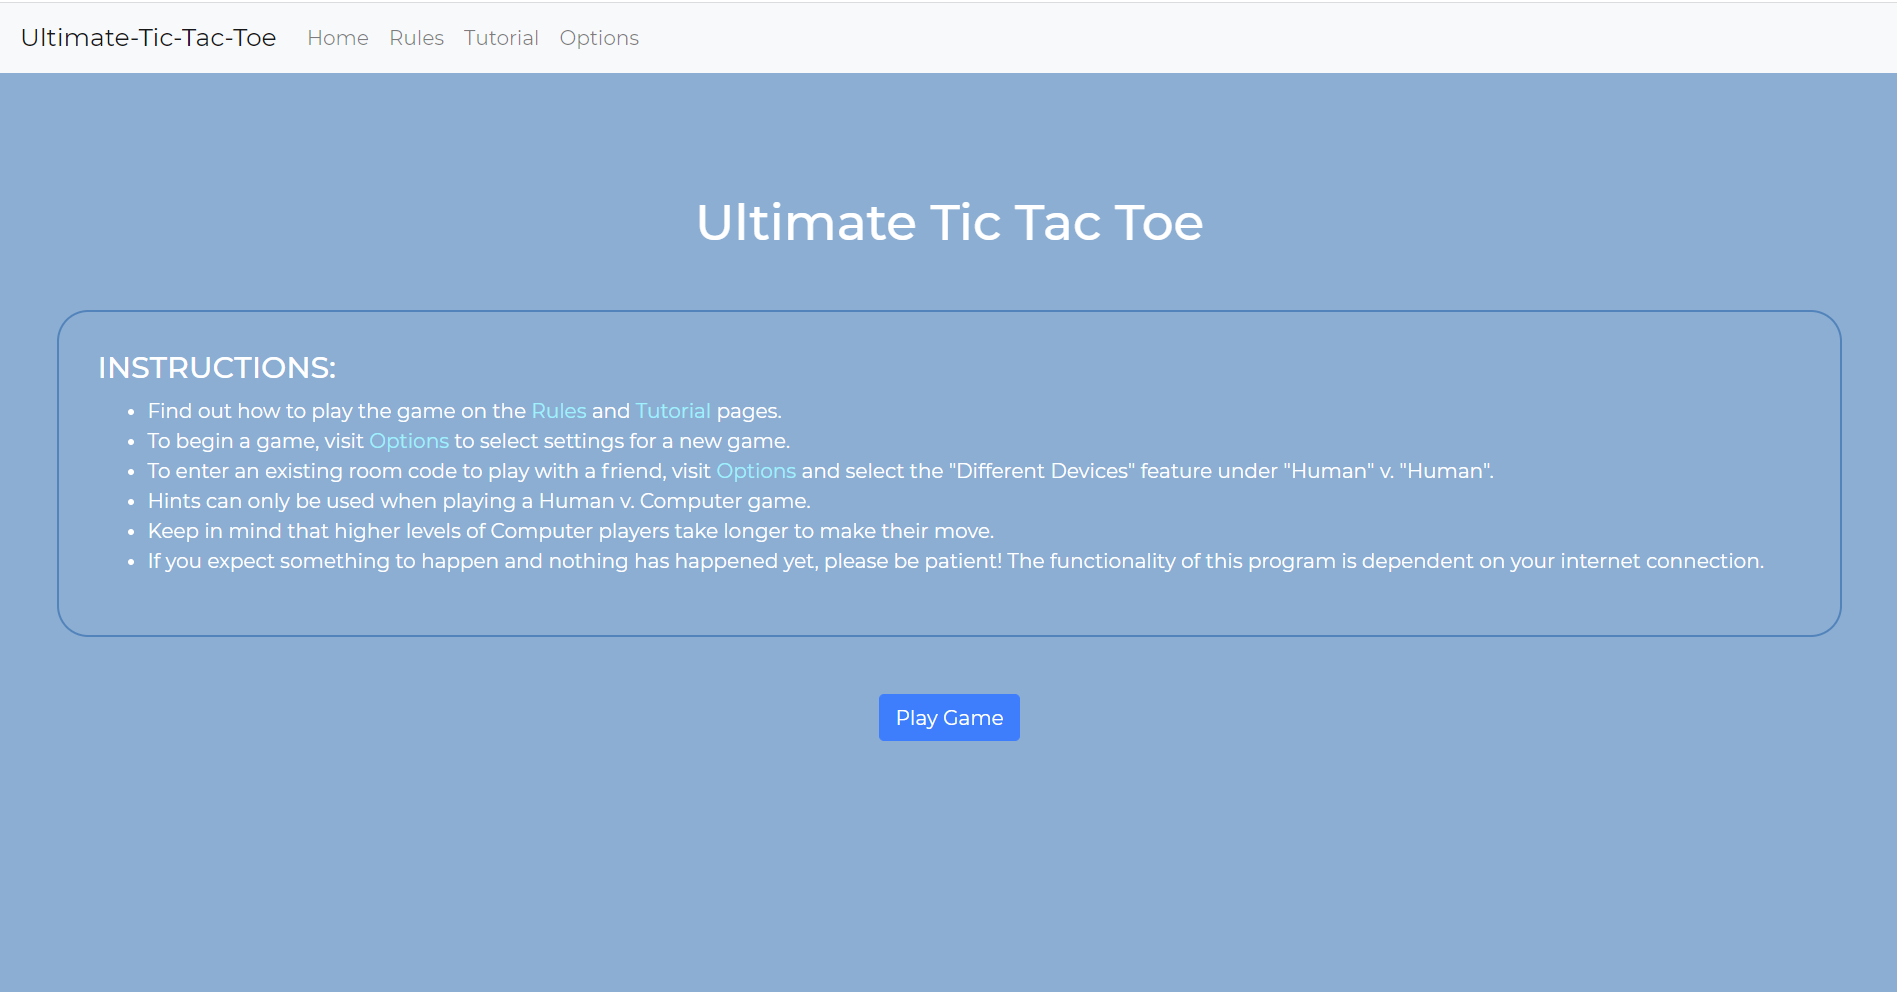 Ultimate-Tic-Tac-Toe Home Rules Tutorial Options
Ultimate Tic Tac Toe
INSTRUCTIONS:
• Find out how to play the game on the Rules and Tutorial pages.
• To begin a game, visit Options to select settings for a new game.
• To enter an existing room code to play with a friend, visit Options and select the "Different Devices" feature under "Human" v. "Human".
• Hints can only be used when playing a Human v. Computer game.
• Keep in mind that higher levels of Computer players take longer to make their move.
• If you expect something to happen and nothing has happened yet, please be patient! The functionality of this program is dependent on your internet connection.
Play Game